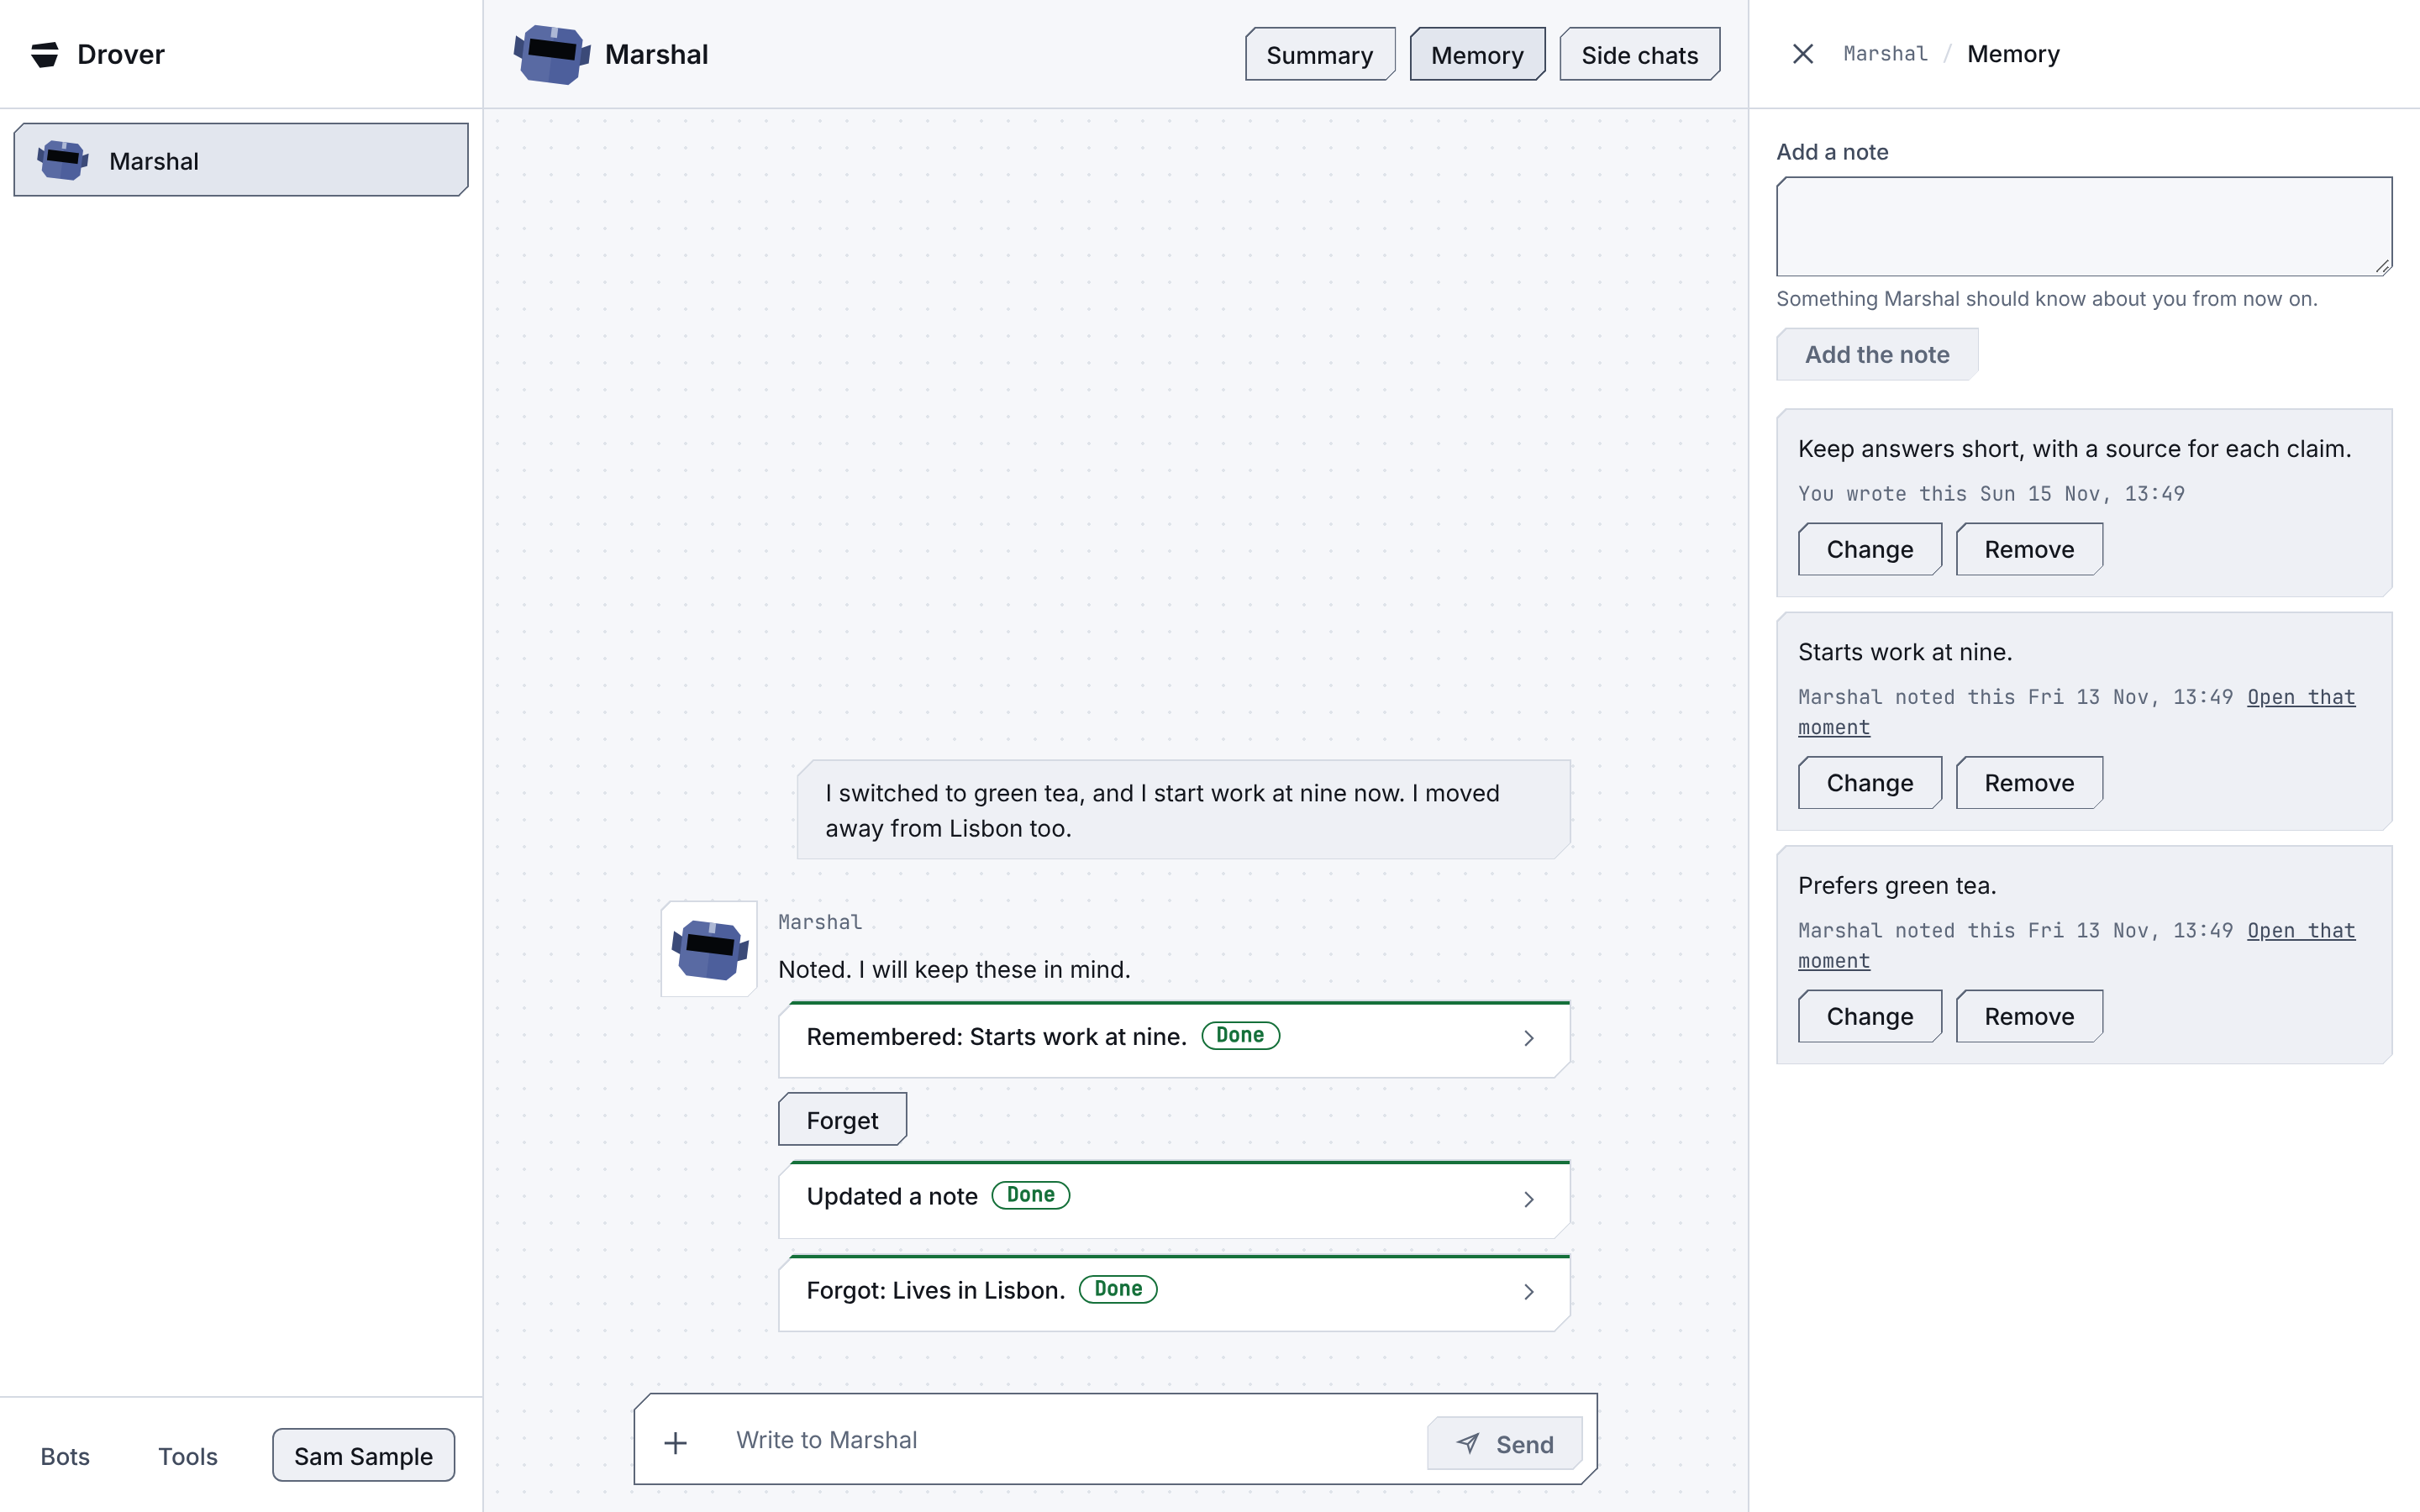 Drover
Marshal
Bots
Tools
Sam Sample
Marshal
Summary
Memory
Side chats
I switched to green tea, and I start work at nine now. I moved
away from Lisbon too.
Marshal
Noted. I will keep these in mind.
Remembered: Starts work at nine. Done
Forget
Updated a note Done
Forgot: Lives in Lisbon. Done
Write to Marshal
Send
Marshal / Memory
Add a note
Something Marshal should know about you from now on.
Add the note
Keep answers short, with a source for each claim.
You wrote this Sun 15 Nov, 13:49
Change
Remove
Starts work at nine.
Marshal noted this Fri 13 Nov, 13:49 Open that
moment
Change
Remove
Prefers green tea.
Marshal noted this Fri 13 Nov, 13:49 Open that
moment
Change
Remove